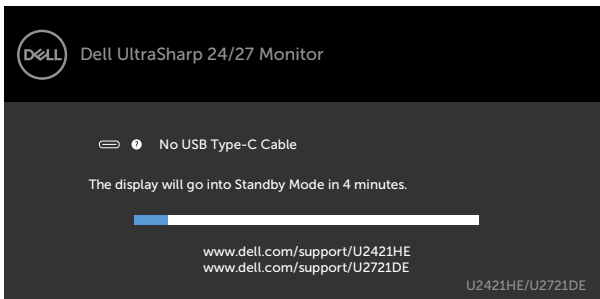 DELL
Dell UltraSharp 24/27 Monitor
? No USB Type-C Cable
The display will go into Standby Mode in 4 minutes.
www.dell.com/support/U2421HE
www.dell.com/support/U2721DE
U2421HE/U2721DE